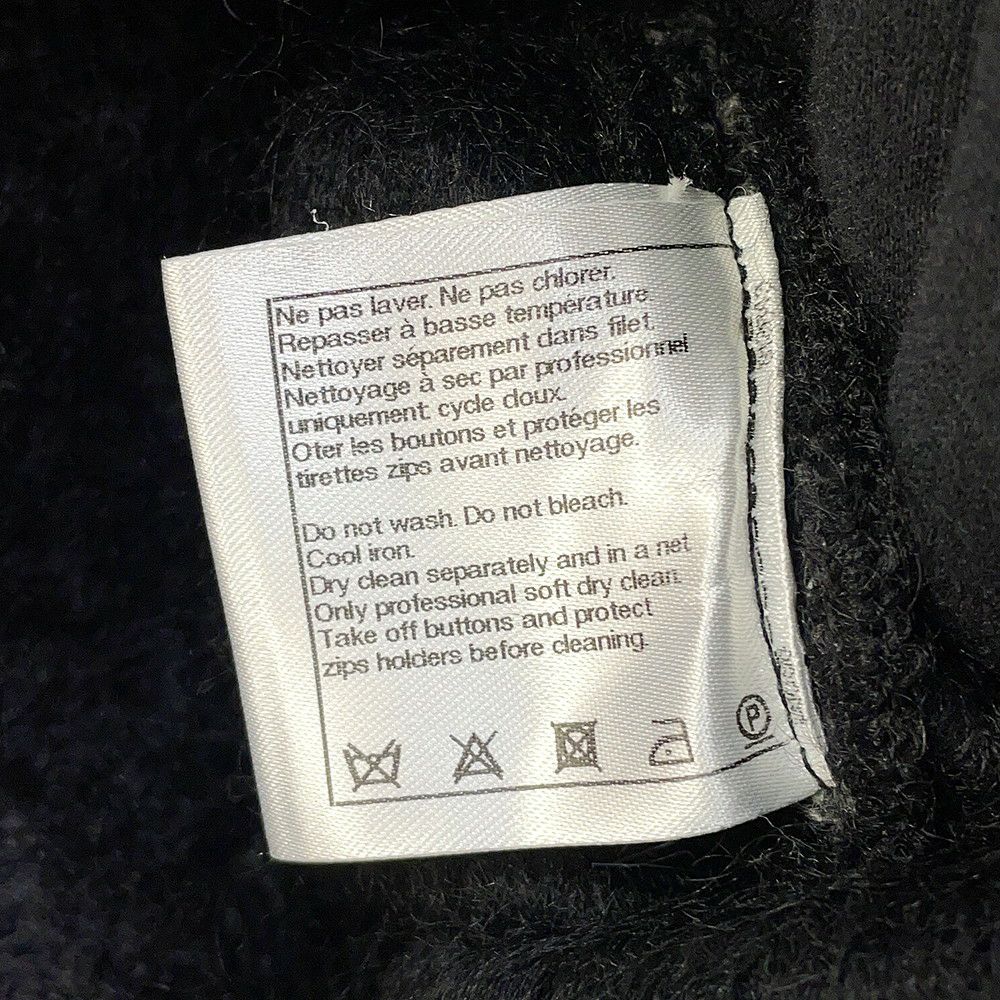 Ne pas laver. Ne pas chlorer.
Repasser à basse température.
Nettoyer séparement dans filet.
Nettoyage à sec par professionnel
uniquement: cycle doux.
Oter les boutons et protéger les
tirettes zips avant nettoyage.
Do not wash. Do not bleach.
Cool iron.
Dry clean separately and in a net
Only professional soft dry clean.
Take off buttons and protect
zips holders before cleaning.
P